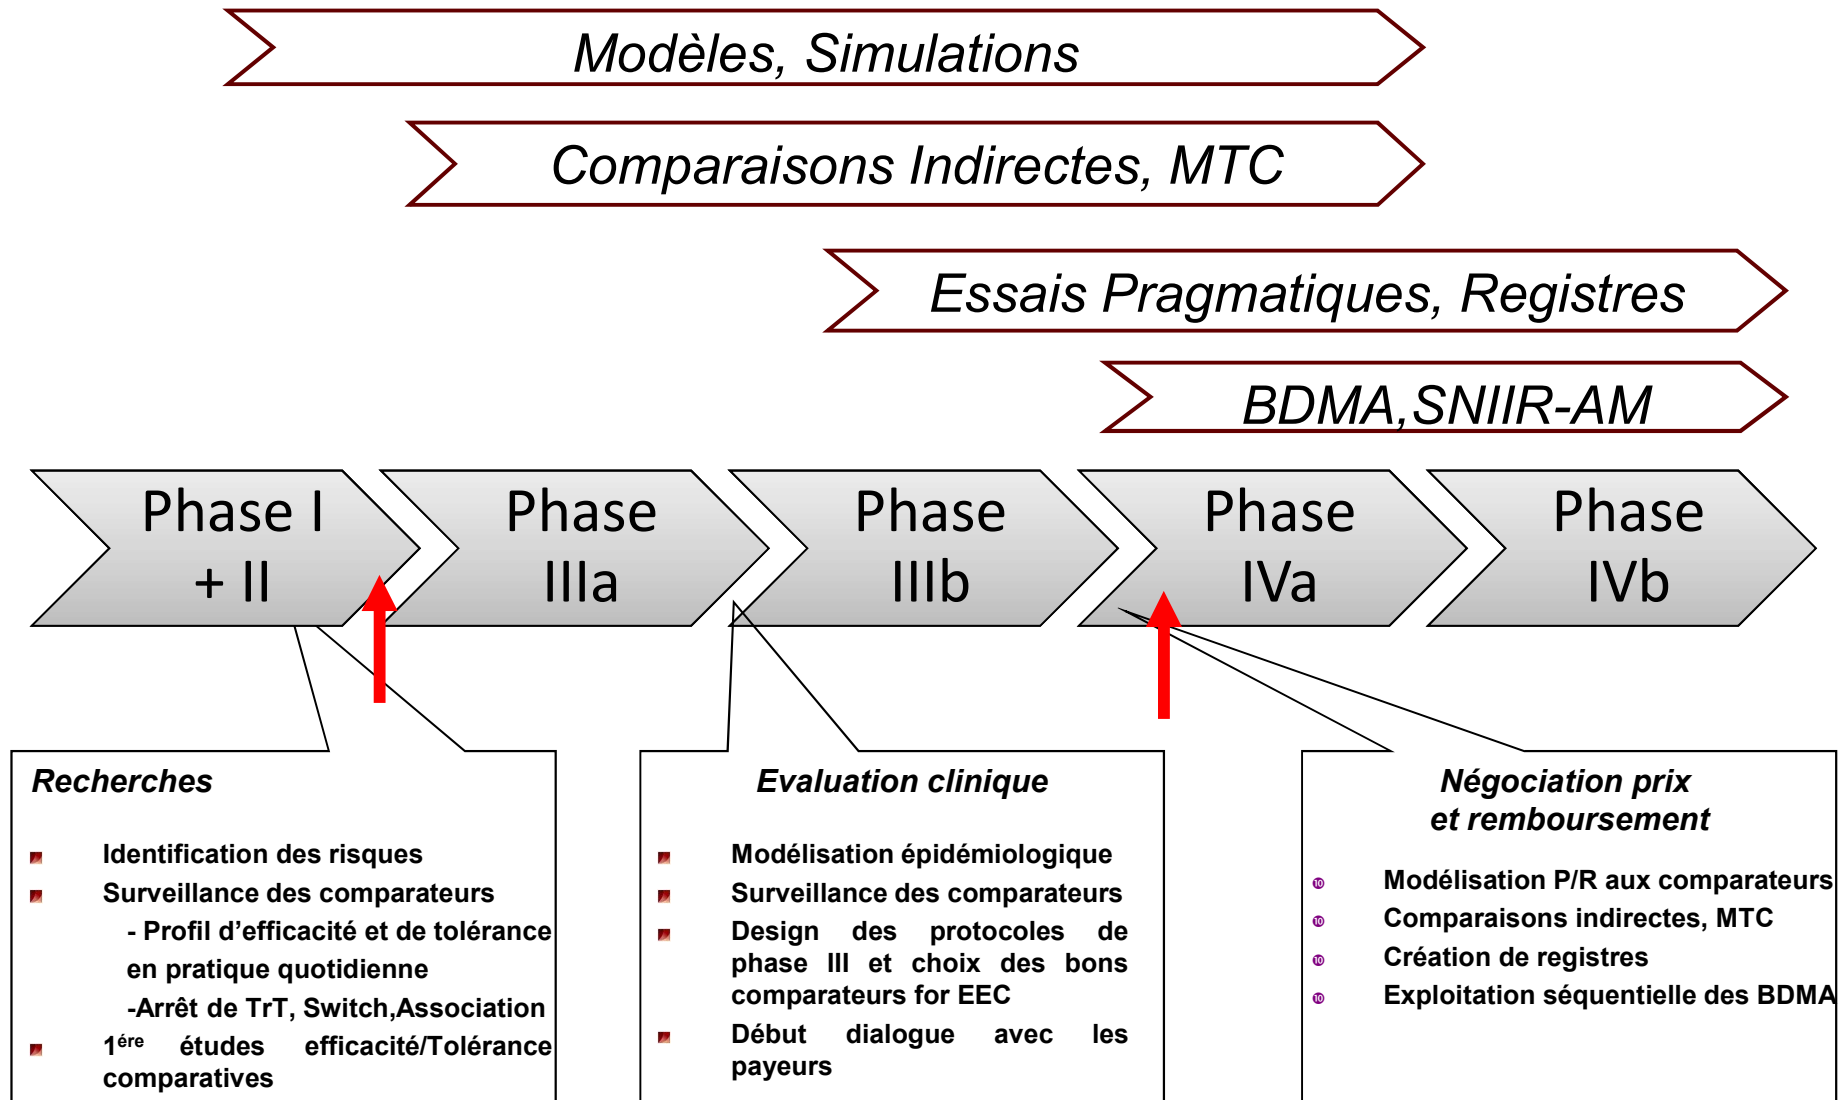 Modèles, Simulations
Comparaisons Indirectes, MTC
Essais Pragmatiques, Registres
BDMA,SNIIR-AM
Phase I
+ II
Phase
IIIa
Phase
IIIb
Phase
IVa
Phase
IVb
Recherches
Identification des risques
Surveillance des comparateurs
- Profil d’efficacité et de tolérance
en pratique quotidienne
-Arrêt de TrT, Switch,Association
1ére études efficacité/Tolérance
comparatives
Evaluation clinique
Modélisation épidémiologique
Surveillance des comparateurs
Design des protocoles de
phase III et choix des bons
comparateurs for EEC
Début dialogue avec les
payeurs
Négociation prix
et remboursement
❿ Modélisation P/R aux comparateurs
❿ Comparaisons indirectes, MTC
❿ Création de registres
❿ Exploitation séquentielle des BDMA